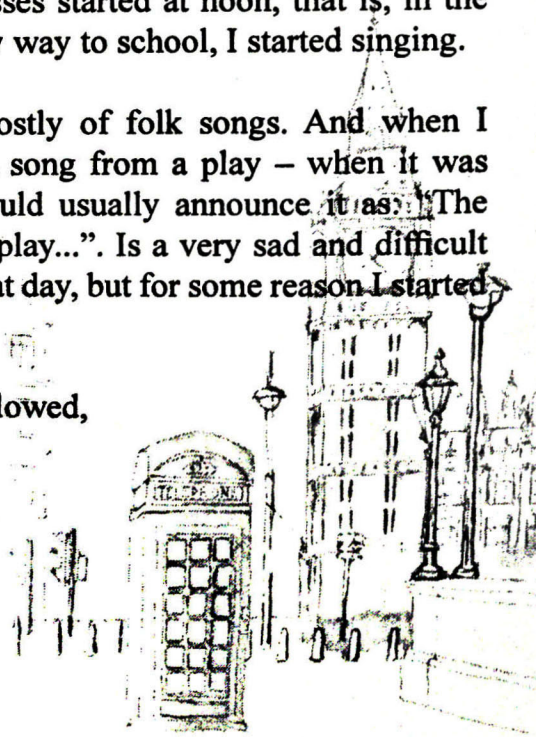 sses started at noon, that is, in the
way to school, I started singing.
ostly of folk songs. And when I
song from a play – when it was
uld usually announce it as: "The
play...". Is a very sad and difficult
at day, but for some reason I started
lowed,
TELEPHONE